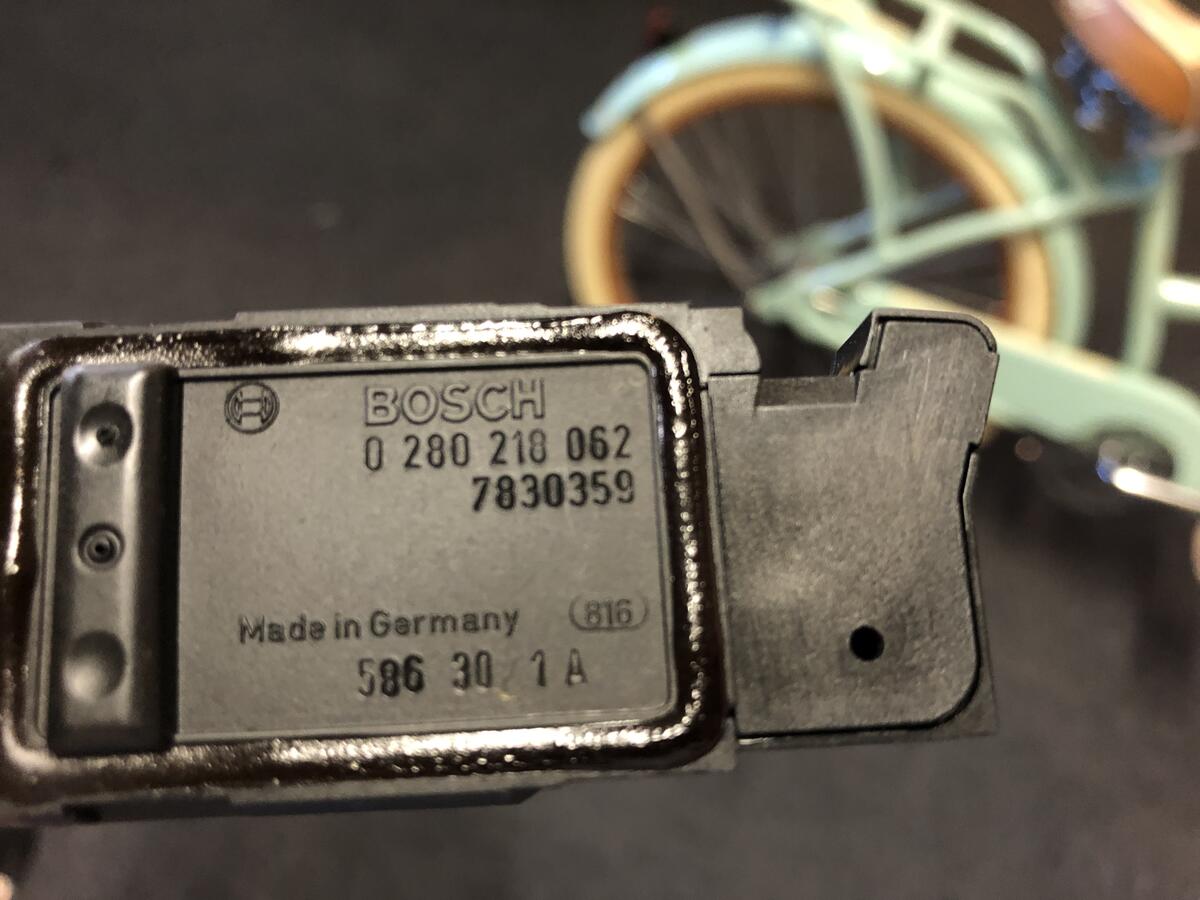 BOSCH
0 280 218 062
7830359
Made in Germany 816
586 30 1 A